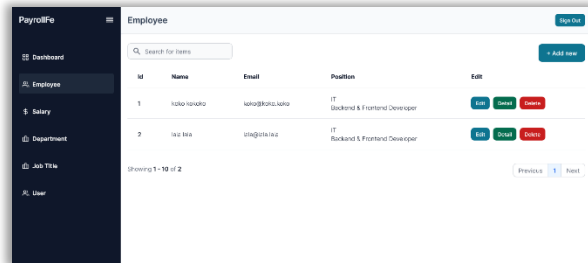 PayrollFe
Dashboard
Employee
Salary
Department
Job Title
User
Employee
Sign Out
Search for items
+ Add new
Id Name Email Position Edit
1 koko kokoko koko@koko.koko IT
Backend & Frontend Developer
Edit Detail Delete
2 lala lala lala@lala.lala IT
Backend & Frontend Developer
Edit Detail Delete
Showing 1 - 10 of 2
Previous 1 Next